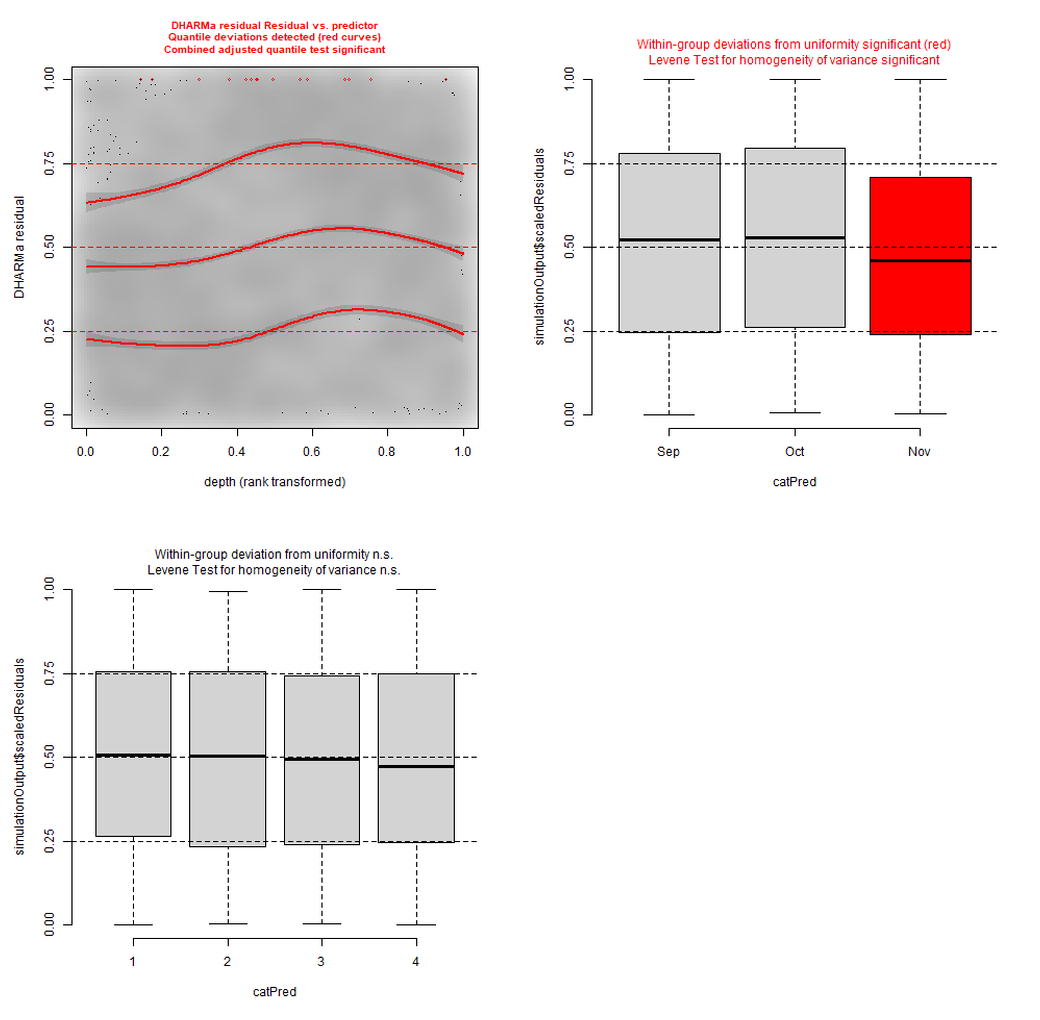 DHARMa residual Residual vs. predictor
Quantile deviations detected (red curves)
Combined adjusted quantile test significant
DHARMa residual
1.00
0.75
0.50
0.25
0.00
0.0 0.2 0.4 0.6 0.8 1.0
depth (rank transformed)
Within-group deviations from uniformity significant (red)
Levene Test for homogeneity of variance significant
simulationOutput$scaledResiduals
1.00
0.75
0.50
0.25
0.00
Sep Oct Nov
catPred
Within-group deviation from uniformity n.s.
Levene Test for homogeneity of variance n.s.
simulationOutput$scaledResiduals
1.00
0.75
0.50
0.25
0.00
1 2 3 4
catPred